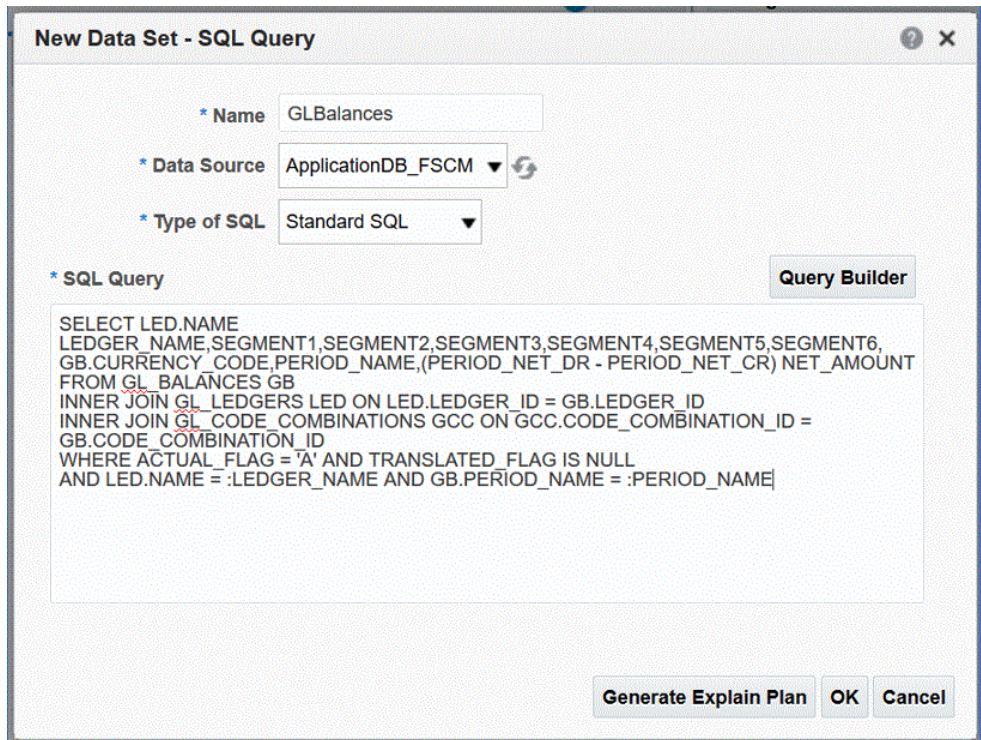 New Data Set - SQL Query
* Name GLBalances
* Data Source ApplicationDB_FSCM
* Type of SQL Standard SQL
* SQL Query
Query Builder
SELECT LED.NAME
LEDGER_NAME,SEGMENT1,SEGMENT2,SEGMENT3,SEGMENT4,SEGMENT5,SEGMENT6,
GB.CURRENCY_CODE,PERIOD_NAME,(PERIOD_NET_DR - PERIOD_NET_CR) NET_AMOUNT
FROM GL_BALANCES GB
INNER JOIN GL_LEDGERS LED ON LED.LEDGER_ID = GB.LEDGER_ID
INNER JOIN GL_CODE_COMBINATIONS GCC ON GCC.CODE_COMBINATION_ID =
GB.CODE_COMBINATION_ID
WHERE ACTUAL_FLAG = 'A' AND TRANSLATED_FLAG IS NULL
AND LED.NAME = :LEDGER_NAME AND GB.PERIOD_NAME = :PERIOD_NAME
Generate Explain Plan OK Cancel